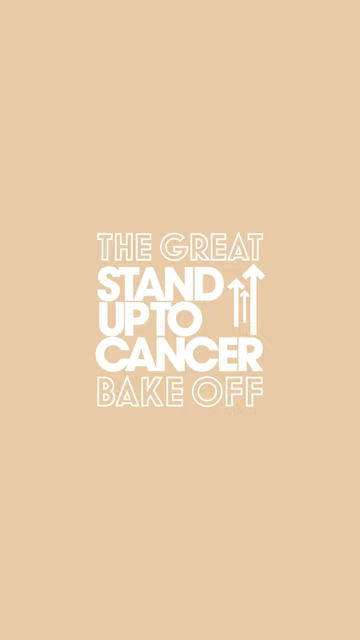 THE GREAT
STAND
UP TO
CANCER
BAKE OFF